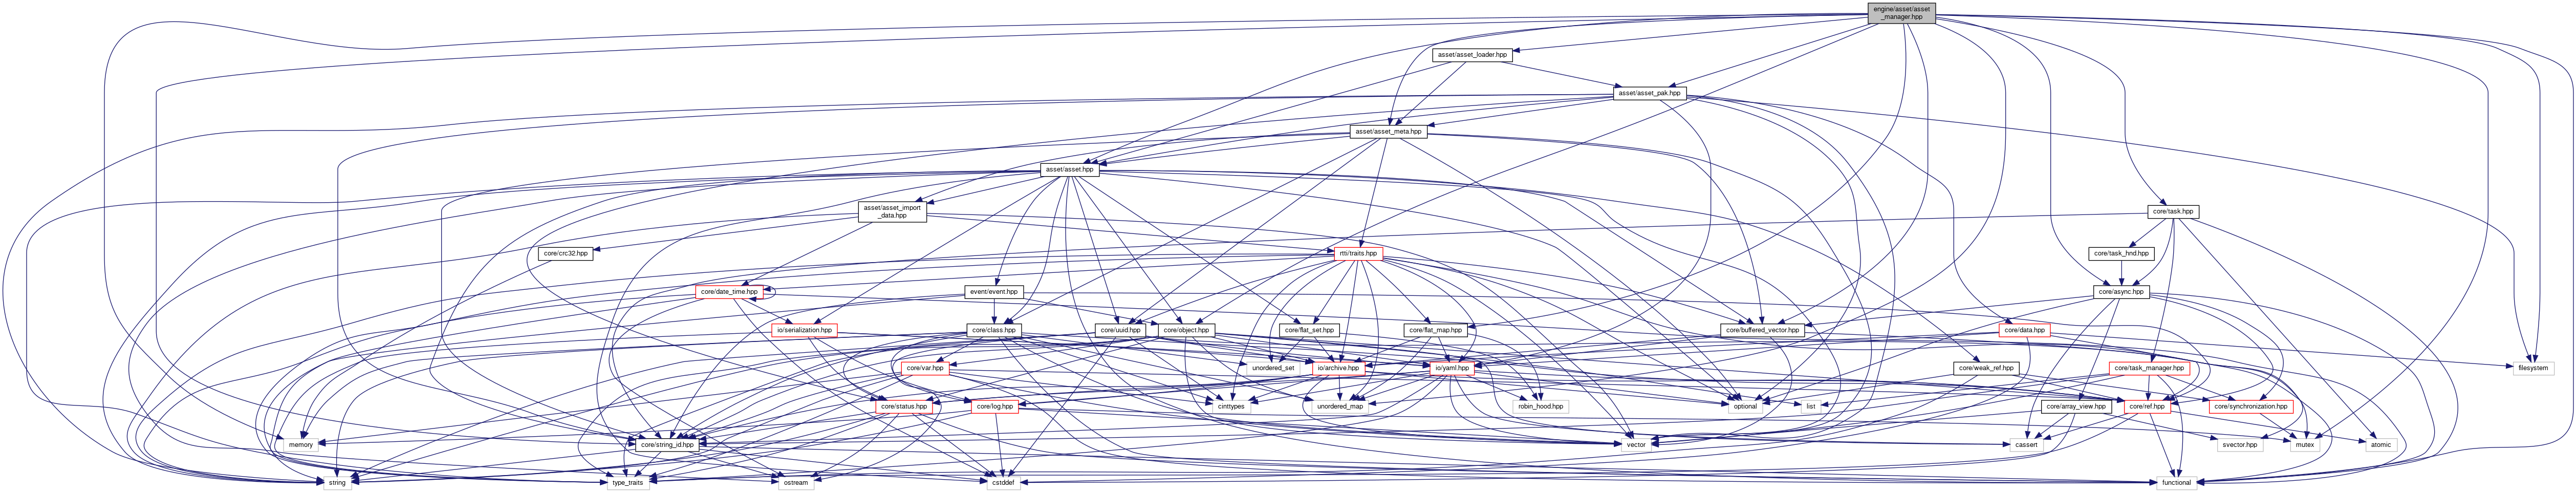 engine/asset/asset
_manager.hpp
asset/asset_loader.hpp
asset/asset_pak.hpp
asset/asset_meta.hpp
asset/asset.hpp
asset/asset_import
_data.hpp
core/task.hpp
core/crc32.hpp
rtti/traits.hpp
core/task_hnd.hpp
core/date_time.hpp
event/event.hpp
core/async.hpp
io/serialization.hpp
core/class.hpp
core/uuid.hpp
core/object.hpp
core/flat_set.hpp
core/flat_map.hpp
core/buffered_vector.hpp
core/data.hpp
core/var.hpp
unordered_set
io/archive.hpp
io/yaml.hpp
core/weak_ref.hpp
core/task_manager.hpp
filesystem
core/status.hpp
core/log.hpp
cinttypes
unordered_map
robin_hood.hpp
optional
list
core/array_view.hpp
core/ref.hpp
core/synchronization.hpp
memory
core/string_id.hpp
vector
cassert
svector.hpp
mutex
atomic
string
type_traits
ostream
cstddef
functional